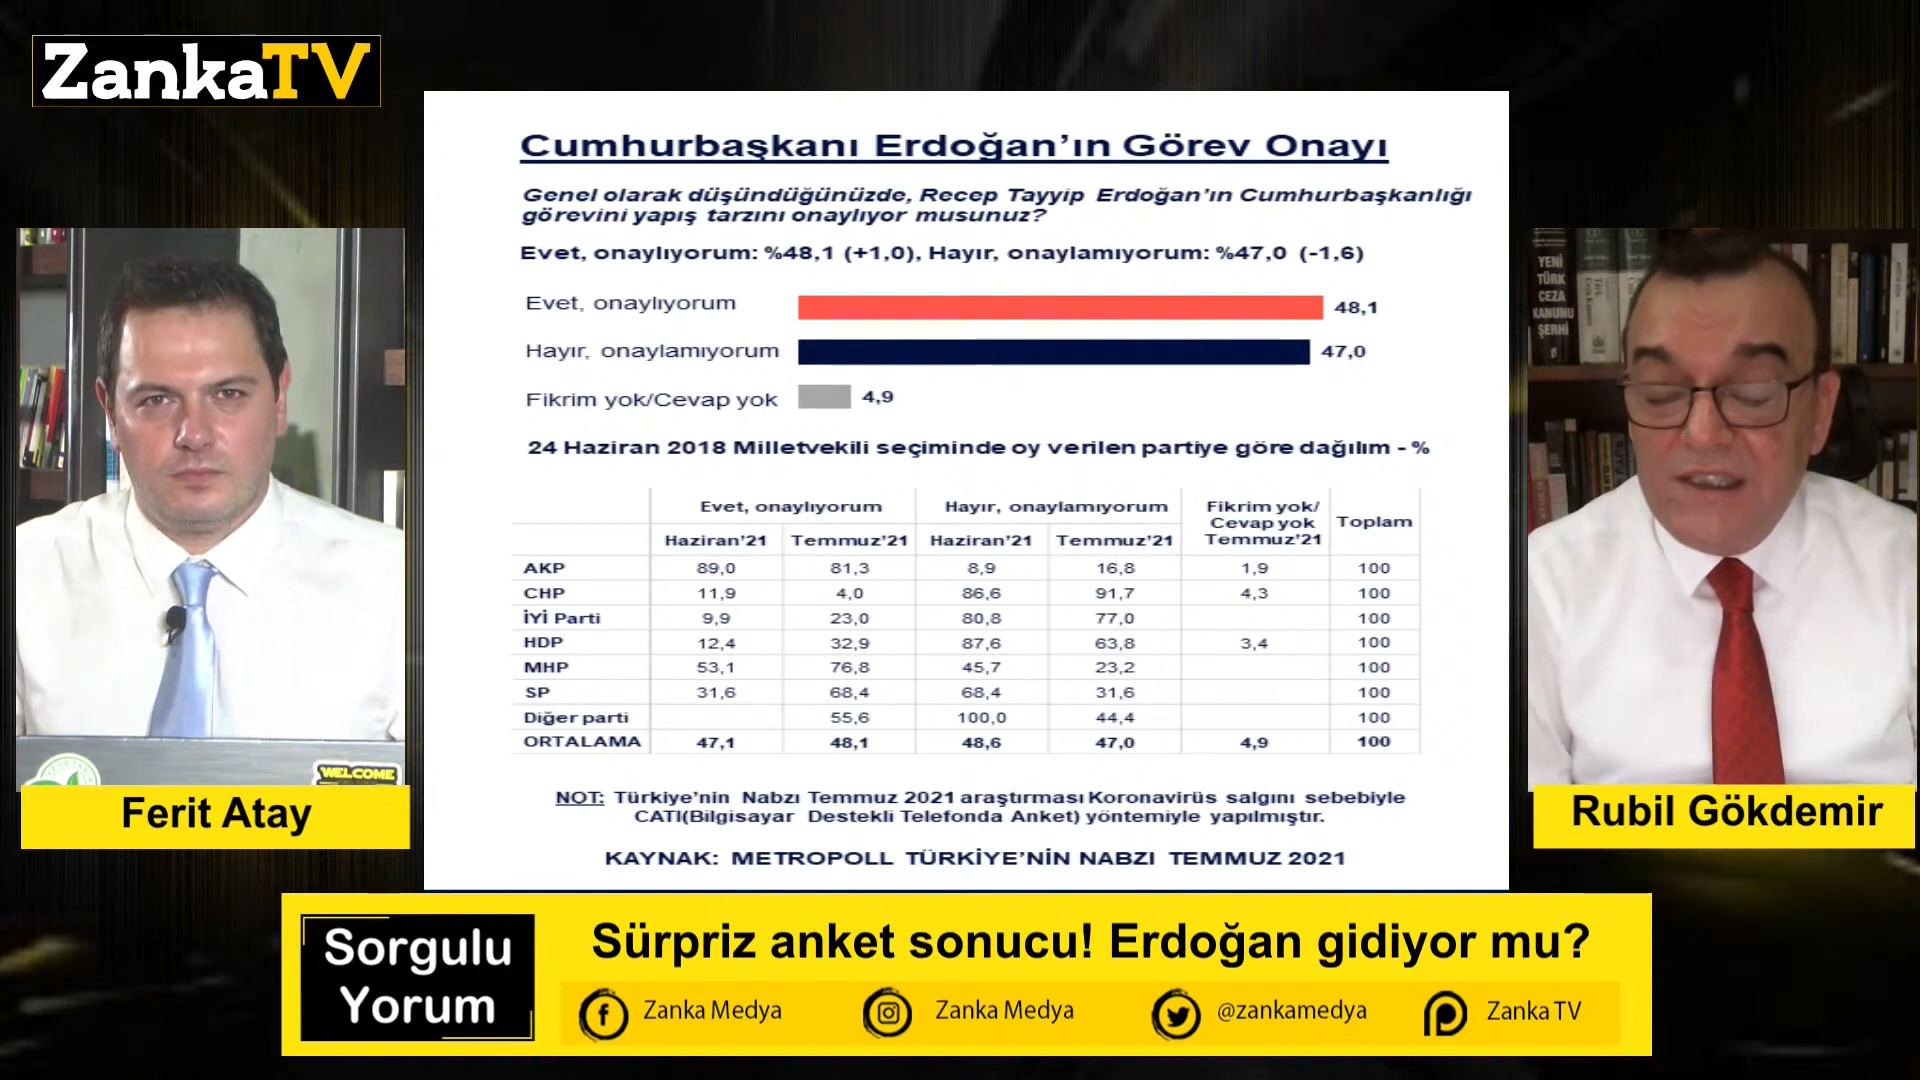 ZankaTV
Cumhurbaşkanı Erdoğan’ın Görev Onayı
Genel olarak düşündüğünüzde, Recep Tayyip Erdoğan’ın Cumhurbaşkanlığı
görevini yapış tarzını onaylıyor musunuz?
Evet, onaylıyorum: %48,1 (+1,0), Hayır, onaylamıyorum: %47,0 (-1,6)
Evet, onaylıyorum 48,1
Hayır, onaylamıyorum 47,0
Fikrim yok/Cevap yok 4,9
24 Haziran 2018 Milletvekili seçiminde oy verilen partiye göre dağılım - %
Evet, onaylıyorum Hayır, onaylamıyorum Fikrim yok/ Cevap yok Temmuz’21 Toplam
Haziran’21 Temmuz’21 Haziran’21 Temmuz’21
AKP 89,0 81,3 8,9 16,8 1,9 100
CHP 11,9 4,0 86,6 91,7 4,3 100
İYİ Parti 9,9 23,0 80,8 77,0 100
HDP 12,4 32,9 87,6 63,8 3,4 100
MHP 53,1 76,8 45,7 23,2 100
SP 31,6 68,4 68,4 31,6 100
Diğer parti 55,6 100,0 44,4 100
ORTALAMA 47,1 48,1 48,6 47,0 4,9 100
NOT: Türkiye’nin Nabzı Temmuz 2021 araştırması Koronavirüs salgını sebebiyle
CATI(Bilgisayar Destekli Telefonda Anket) yöntemiyle yapılmıştır.
KAYNAK: METROPOLL TÜRKİYE’NİN NABZI TEMMUZ 2021
YENİ
TÜRK
CEZA
KANUNU
ŞERHİ
WELCOME
Ferit Atay
Rubil Gökdemir
Sorgulu
Yorum
Sürpriz anket sonucu! Erdoğan gidiyor mu?
Zanka Medya
Zanka Medya
@zankamedya
Zanka TV